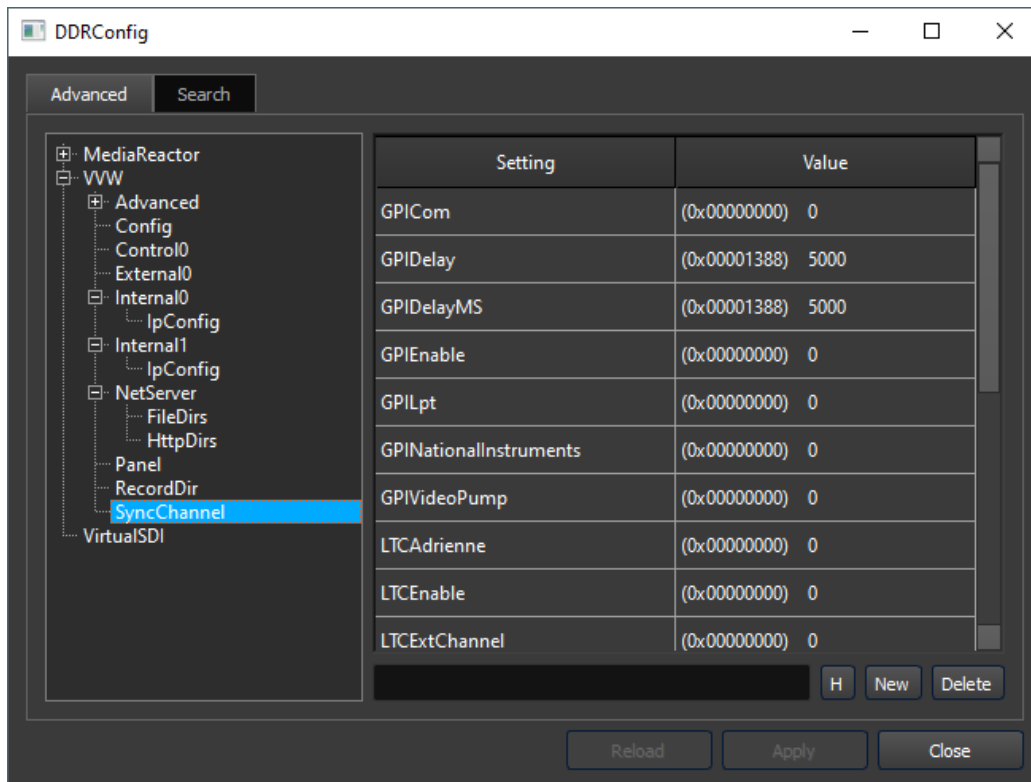 DDRConfig
Advanced
Search
MediaReactor
VVW
Advanced
Config
Control0
External0
Internal0
IpConfig
Internal1
IpConfig
NetServer
FileDirs
HttpDirs
Panel
RecordDir
SyncChannel
VirtualSDI
Setting Value
GPICom (0x00000000) 0
GPIDelay (0x00001388) 5000
GPIDelayMS (0x00001388) 5000
GPIEnable (0x00000000) 0
GPILpt (0x00000000) 0
GPINationalInstruments (0x00000000) 0
GPIVideoPump (0x00000000) 0
LTCAdrienne (0x00000000) 0
LTCEnable (0x00000000) 0
LTCExtChannel (0x00000000) 0
H New Delete
Reload Apply Close